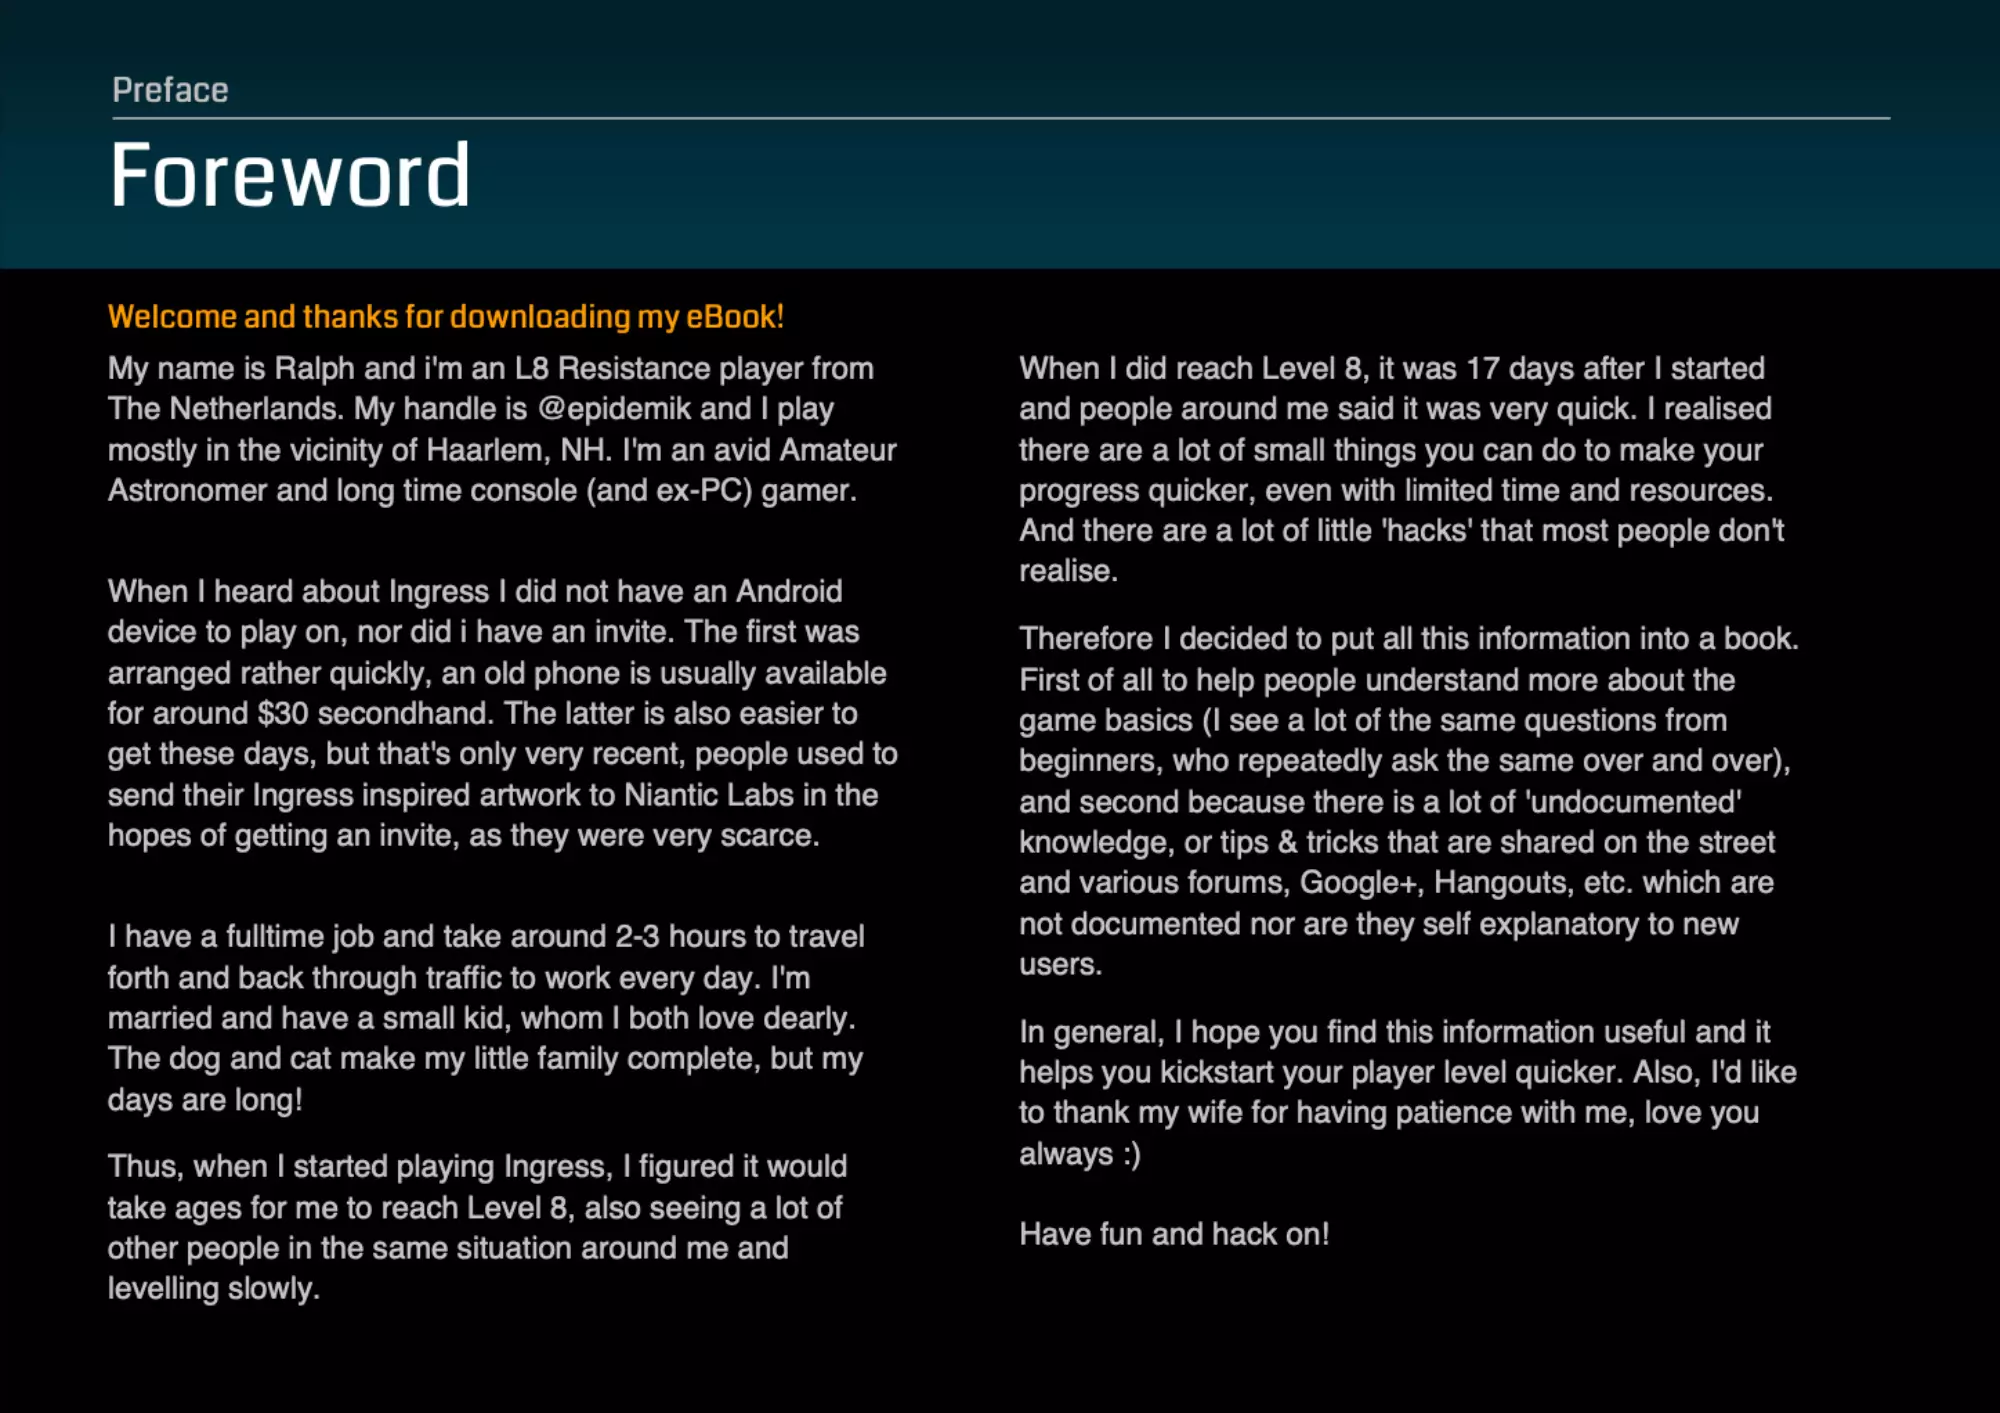 Preface
Foreword
Welcome and thanks for downloading my eBook!
My name is Ralph and i'm an L8 Resistance player from
The Netherlands. My handle is @epidemik and I play
mostly in the vicinity of Haarlem, NH. I'm an avid Amateur
Astronomer and long time console (and ex-PC) gamer.
When I heard about Ingress I did not have an Android
device to play on, nor did i have an invite. The first was
arranged rather quickly, an old phone is usually available
for around $30 secondhand. The latter is also easier to
get these days, but that's only very recent, people used to
send their Ingress inspired artwork to Niantic Labs in the
hopes of getting an invite, as they were very scarce.
I have a fulltime job and take around 2-3 hours to travel
forth and back through traffic to work every day. I'm
married and have a small kid, whom I both love dearly.
The dog and cat make my little family complete, but my
days are long!
Thus, when I started playing Ingress, I figured it would
take ages for me to reach Level 8, also seeing a lot of
other people in the same situation around me and
levelling slowly.
When I did reach Level 8, it was 17 days after I started
and people around me said it was very quick. I realised
there are a lot of small things you can do to make your
progress quicker, even with limited time and resources.
And there are a lot of little 'hacks' that most people don't
realise.
Therefore I decided to put all this information into a book.
First of all to help people understand more about the
game basics (I see a lot of the same questions from
beginners, who repeatedly ask the same over and over),
and second because there is a lot of 'undocumented'
knowledge, or tips & tricks that are shared on the street
and various forums, Google+, Hangouts, etc. which are
not documented nor are they self explanatory to new
users.
In general, I hope you find this information useful and it
helps you kickstart your player level quicker. Also, I'd like
to thank my wife for having patience with me, love you
always :)
Have fun and hack on!